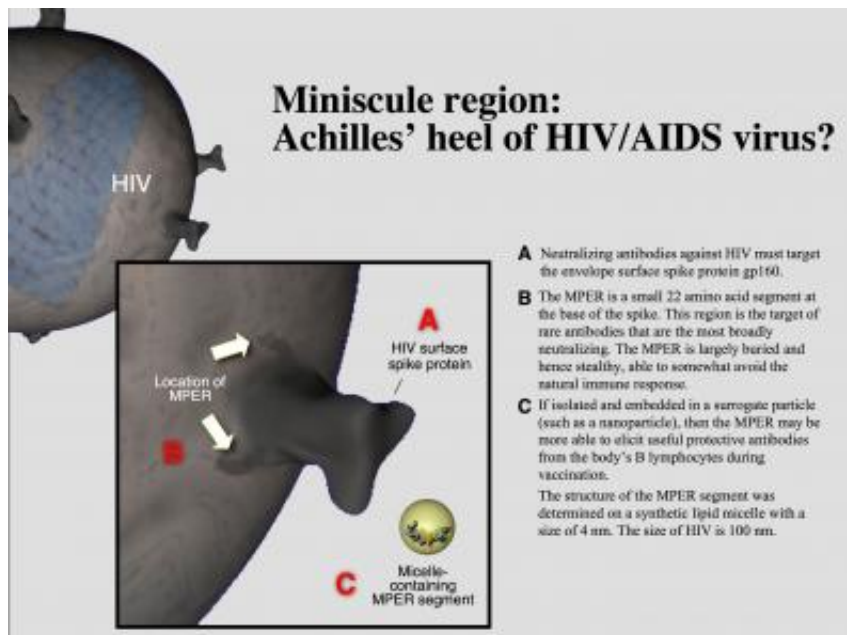 Miniscule region:
Achilles' heel of HIV/AIDS virus?
HIV
A
HIV surface
spike protein
Location of
MPER
B
C
Micelle-
containing
MPER segment
A Neutralizing antibodies against HIV must target
the envelope surface spike protein gp160.
B The MPER is a small 22 amino acid segment at
the base of the spike. This region is the target of
rare antibodies that are the most broadly
neutralizing. The MPER is largely buried and
hence stealthy, able to somewhat avoid the
natural immune response.
C If isolated and embedded in a surrogate particle
(such as a nanoparticle), then the MPER may be
more able to elicit useful protective antibodies
from the body's B lymphocytes during
vaccination.
The structure of the MPER segment was
determined on a synthetic lipid micelle with a
size of 4 nm. The size of HIV is 100 nm.